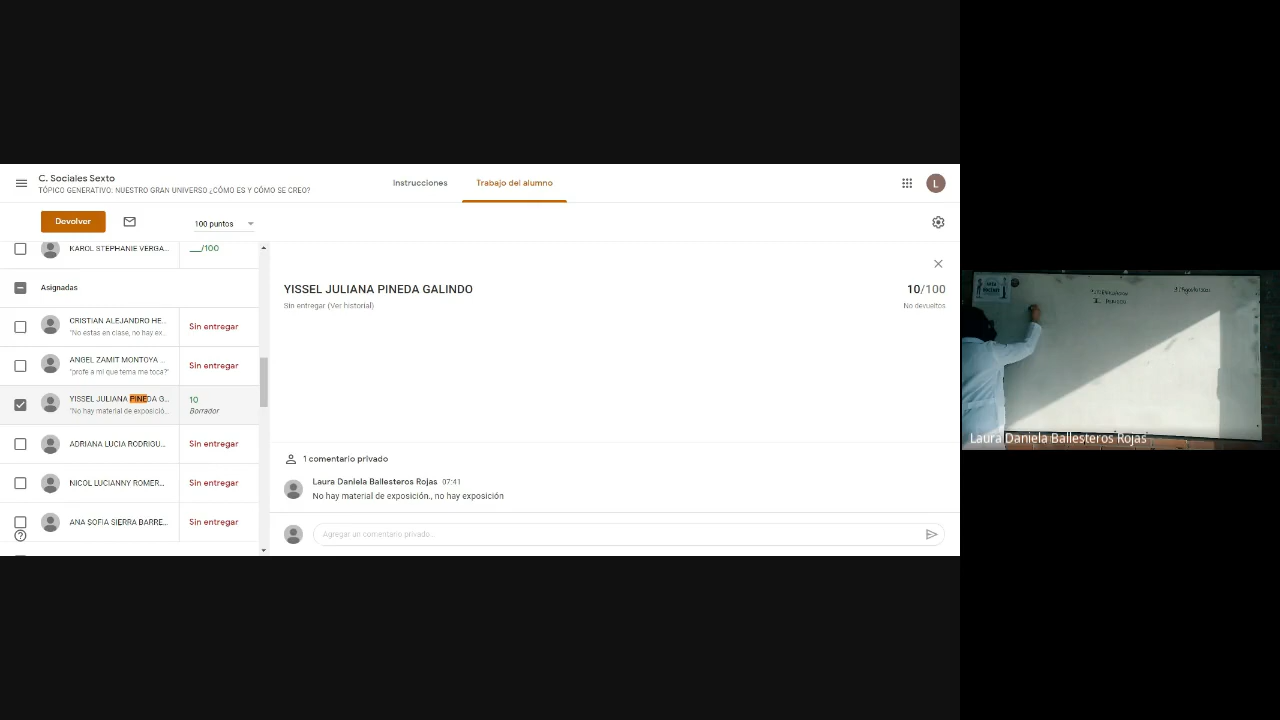 C. Sociales Sexto
TÓPICO GENERATIVO: NUESTRO GRAN UNIVERSO ¿CÓMO ES Y CÓMO SE CREO?
Instrucciones
Trabajo del alumno
L
Devolver
100 puntos
KAROL STEPHANIE VERGA...
__/100
Asignadas
CRISTIAN ALEJANDRO HE...
"No estas en clase, no hay ex...
Sin entregar
ANGEL ZAMIT MONTOYA ...
"profe a mi que tema me toca?"
Sin entregar
YISSEL JULIANA PINEDA G...
"No hay material de exposició...
10
Borrador
ADRIANA LUCIA RODRIGU...
Sin entregar
NICOL LUCIANNY ROMER...
Sin entregar
ANA SOFIA SIERRA BARRE...
Sin entregar
YISSEL JULIANA PINEDA GALINDO
10/100
Sin entregar (Ver historial)
No devueltos
1 comentario privado
Laura Daniela Ballesteros Rojas 07:41
No hay material de exposición., no hay exposición
Agregar un comentario privado...
Laura Daniela Ballesteros Rojas